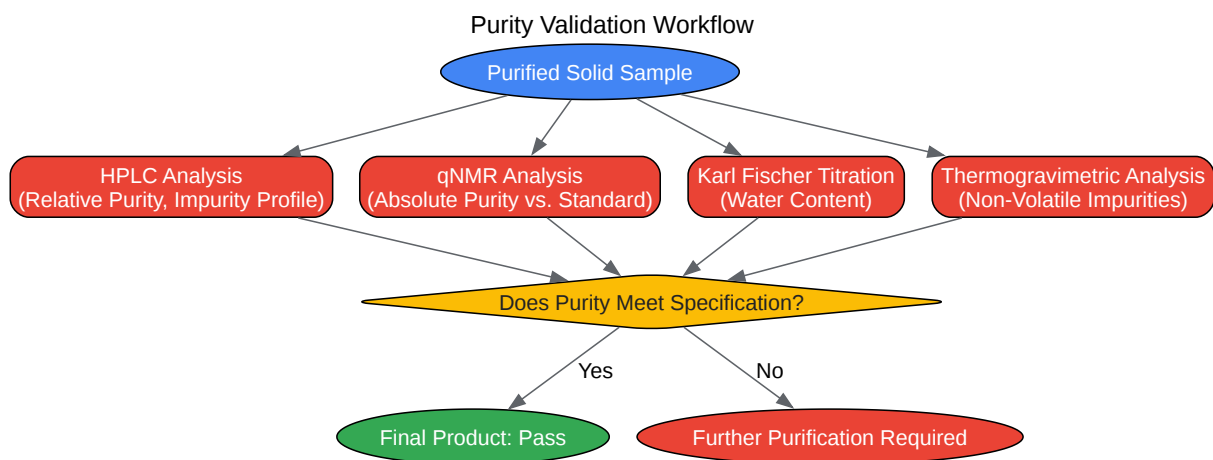 Purity Validation Workflow
Purified Solid Sample
HPLC Analysis
(Relative Purity, Impurity Profile)
qNMR Analysis
(Absolute Purity vs. Standard)
Karl Fischer Titration
(Water Content)
Thermogravimetric Analysis
(Non-Volatile Impurities)
Does Purity Meet Specification?
Yes
No
Final Product: Pass
Further Purification Required